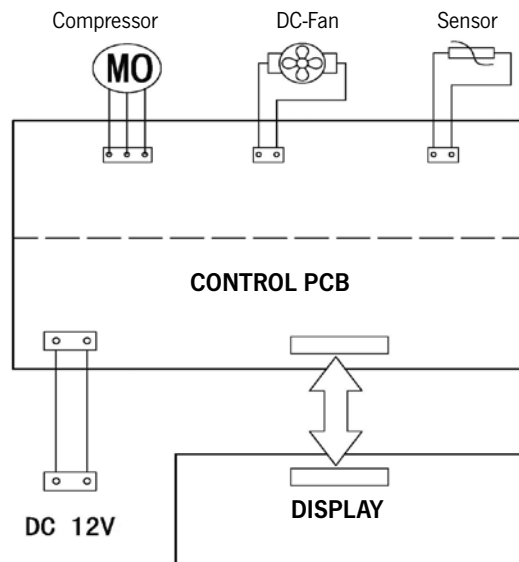 Compressor DC-Fan Sensor
MO
CONTROL PCB
DISPLAY
DC 12V